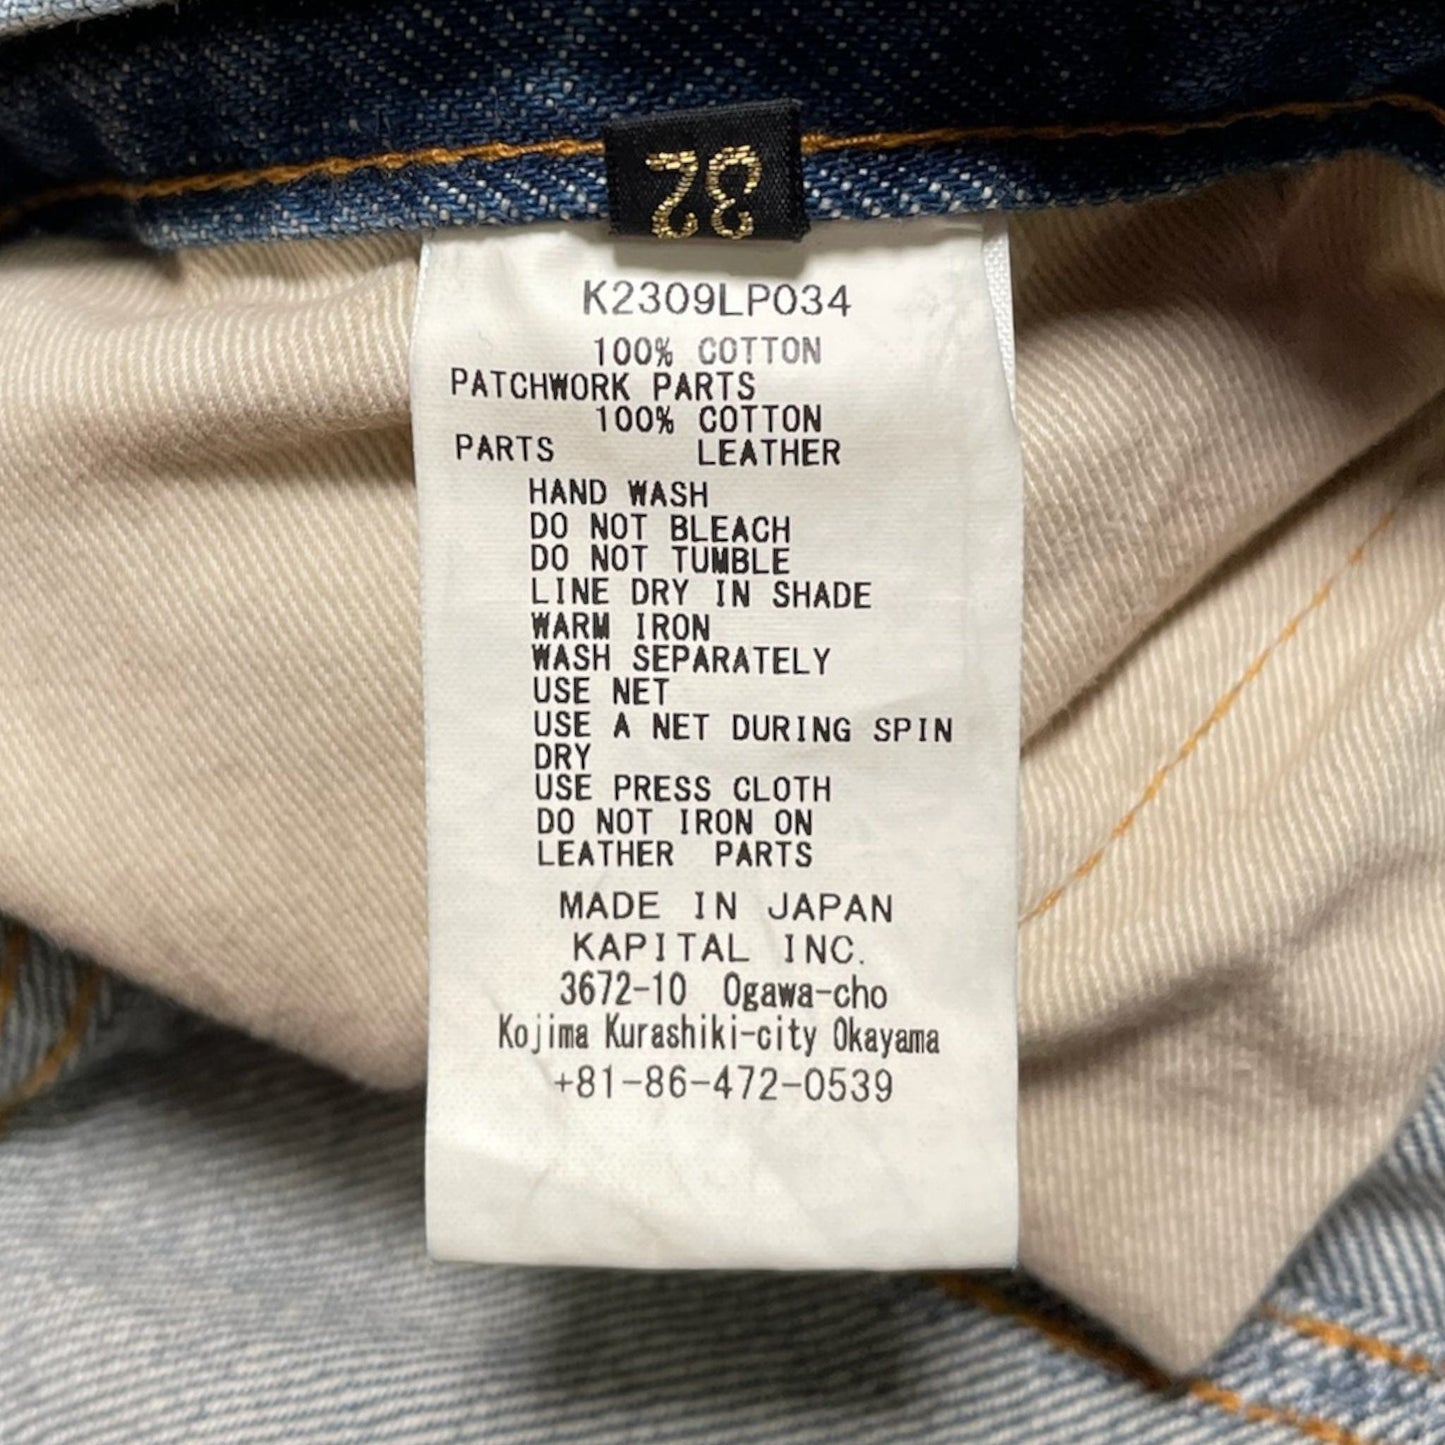 32
K2309LP034
100% COTTON
PATCHWORK PARTS
100% COTTON
PARTS LEATHER
HAND WASH
DO NOT BLEACH
DO NOT TUMBLE
LINE DRY IN SHADE
WARM IRON
WASH SEPARATELY
USE NET
USE A NET DURING SPIN
DRY
USE PRESS CLOTH
DO NOT IRON ON
LEATHER PARTS
MADE IN JAPAN
KAPITAL INC.
3672-10 Ogawa-cho
Kojima Kurashiki-city Okayama
+81-86-472-0539